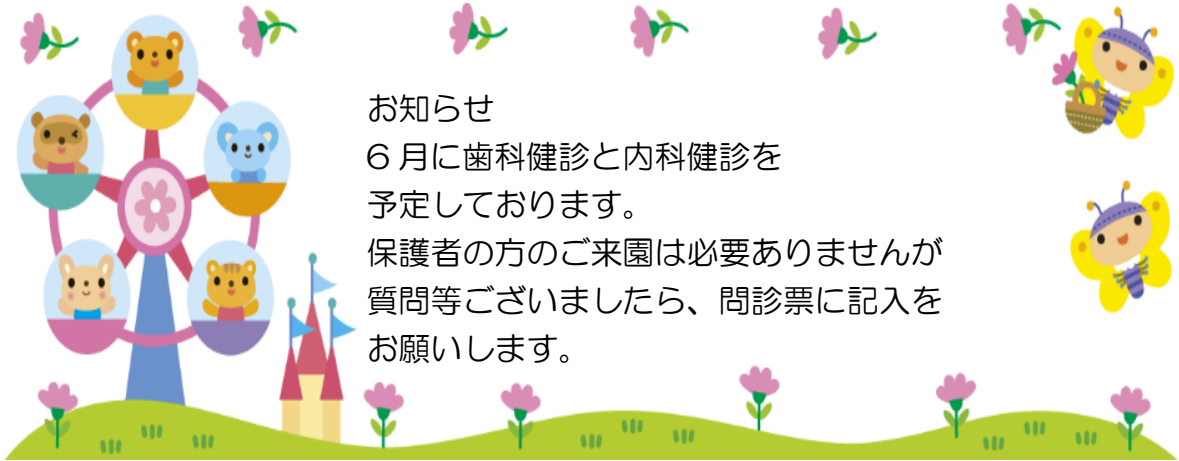 お知らせ
6月に歯科健診と内科健診を
予定しております。
保護者の方のご来園は必要ありませんが
質問等ございましたら、問診票に記入を
お願いします。